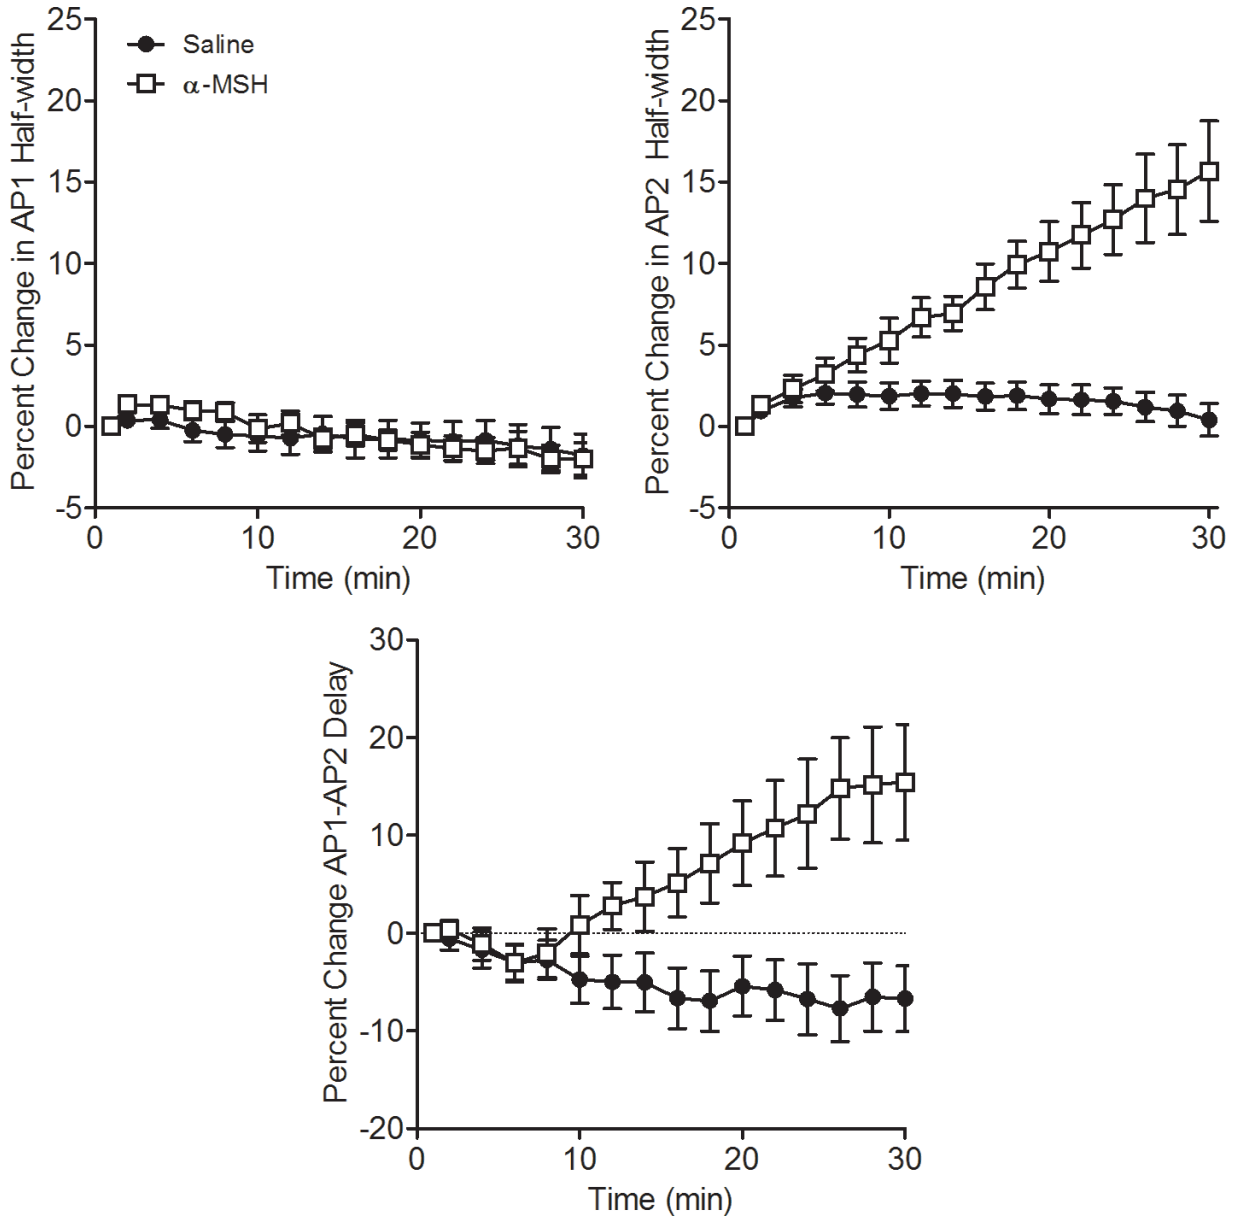 Percent Change in AP1 Half-width
25
20
15
10
5
0
-5
Saline
α-MSH
0 10 20 30
Time (min)
Percent Change in AP2 Half-width
25
20
15
10
5
0
-5
0 10 20 30
Time (min)
Percent Change AP1-AP2 Delay
30
20
10
0
-10
-20
0 10 20 30
Time (min)